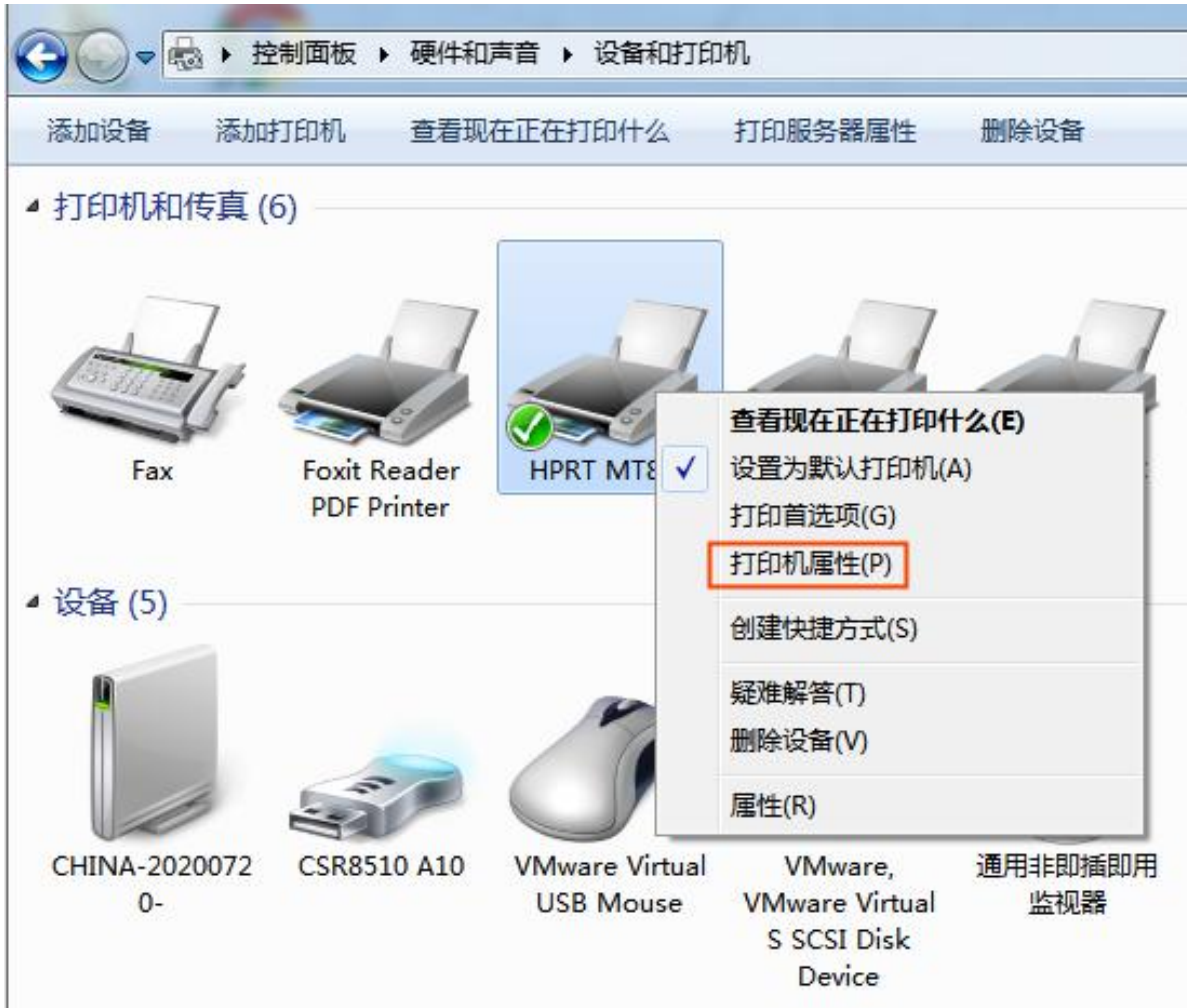 控制面板 硬件和声音 设备和打印机
添加设备 添加打印机 查看现在正在打印什么 打印服务器属性 删除设备
打印机和传真 (6)
Fax
Foxit Reader
PDF Printer
HPRT
查看现在正在打印什么(E)
设置为默认打印机(A)
打印首选项(G)
打印机属性(P)
创建快捷方式(S)
疑难解答(T)
删除设备(V)
属性(R)
设备 (5)
CHINA-2020072
0-
CSR8510 A10
VMware Virtual
USB Mouse
VMware,
VMware Virtual
S SCSI Disk
Device
通用非即插即用
监视器